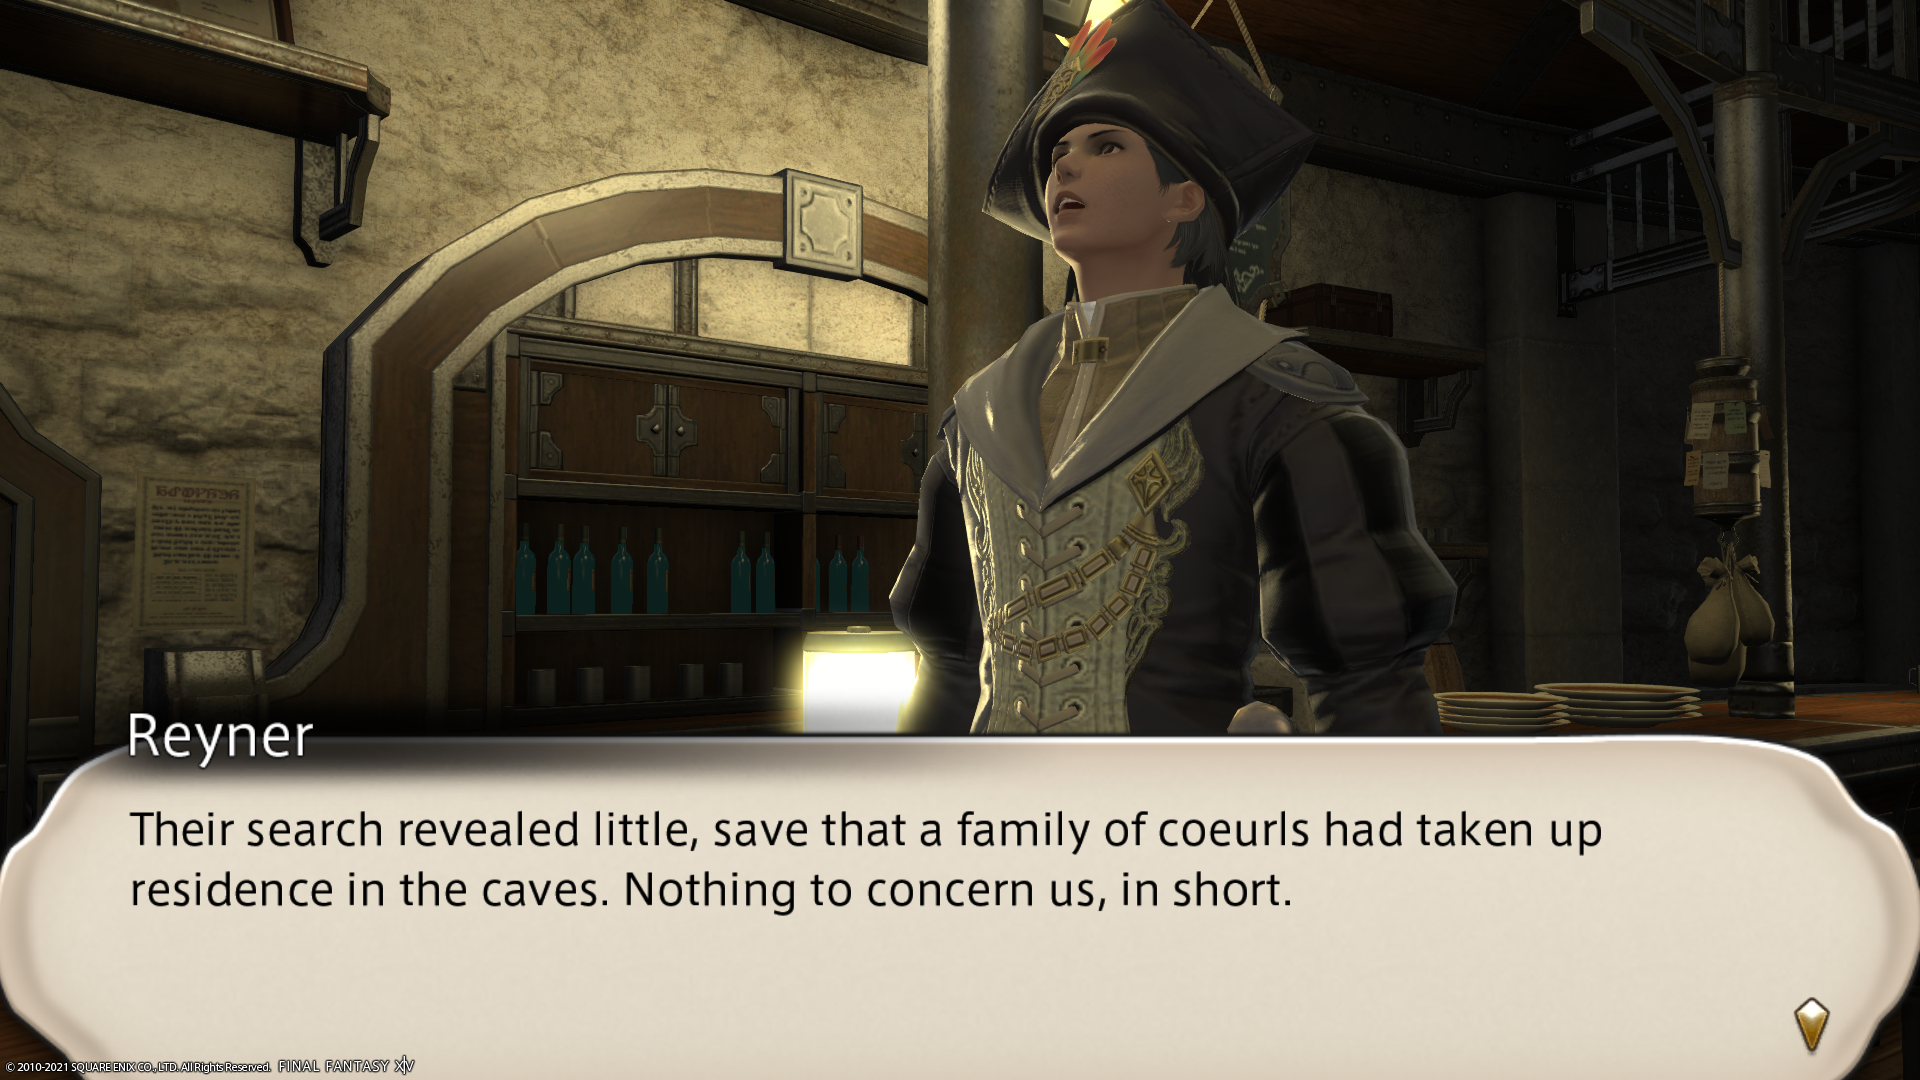 Reyner
Their search revealed little, save that a family of coeurls had taken up
residence in the caves. Nothing to concern us, in short.
© 2010-2021 SQUARE ENIX CO., LTD. All Rights Reserved. FINAL FANTASY XIV